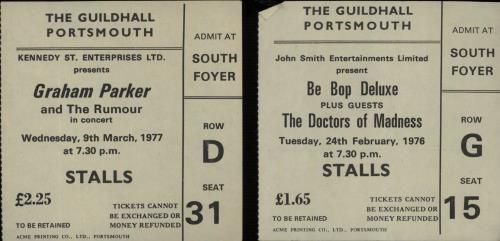 THE GUILDHALL
PORTSMOUTH
KENNEDY ST. ENTERPRISES LTD.
presents
Graham Parker
and The Rumour
in concert
Wednesday, 9th March, 1977
at 7.30 p.m.
STALLS
£2.25
TICKETS CANNOT
BE EXCHANGED OR
MONEY REFUNDED
TO BE RETAINED
ACME PRINTING CO., LTD., PORTSMOUTH
ADMIT AT
SOUTH
FOYER
ROW
D
SEAT
31
THE GUILDHALL
PORTSMOUTH
John Smith Entertainments Limited
present
Be Bop Deluxe
PLUS GUESTS
The Doctors of Madness
Tuesday, 24th February, 1976
at 7.30 p.m.
STALLS
£1.65
TICKETS CANNOT
BE EXCHANGED OR
MONEY REFUNDED
TO BE RETAINED
ACME PRINTING CO., LTD., PORTSMOUTH
ADMIT AT
SOUTH
FOYER
ROW
G
SEAT
15